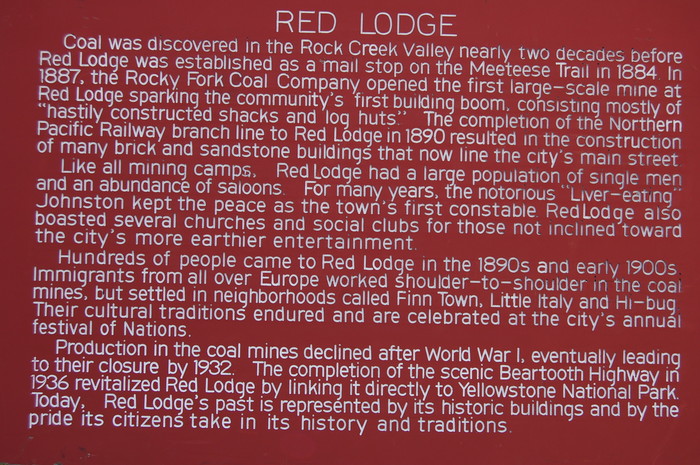 RED LODGE
Coal was discovered in the Rock Creek Valley nearly two decades before
Red Lodge was established as a mail stop on the Meeteese Trail in 1884. In
1887, the Rocky Fork Coal Company opened the first large-scale mine at
Red Lodge sparking the community's first building boom, consisting mostly of
"hastily constructed shacks and log huts." The completion of the Northern
Pacific Railway branch line to Red Lodge in 1890 resulted in the construction
of many brick and sandstone buildings that now line the city's main street.
Like all mining camps, Red Lodge had a large population of single men
and an abundance of saloons. For many years, the notorious "Liver-eating"
Johnston kept the peace as the town's first constable. Red Lodge also
boasted several churches and social clubs for those not inclined toward
the city's more earthier entertainment.
Hundreds of people came to Red Lodge in the 1890s and early 1900s.
Immigrants from all over Europe worked shoulder-to-shoulder in the coal
mines, but settled in neighborhoods called Finn Town, Little Italy and Hi-bug.
Their cultural traditions endured and are celebrated at the city's annual
festival of Nations.
Production in the coal mines declined after World War I, eventually leading
to their closure by 1932. The completion of the scenic Beartooth Highway in
1936 revitalized Red Lodge by linking it directly to Yellowstone National Park.
Today, Red Lodge's past is represented by its historic buildings and by the
pride its citizens take in its history and traditions.